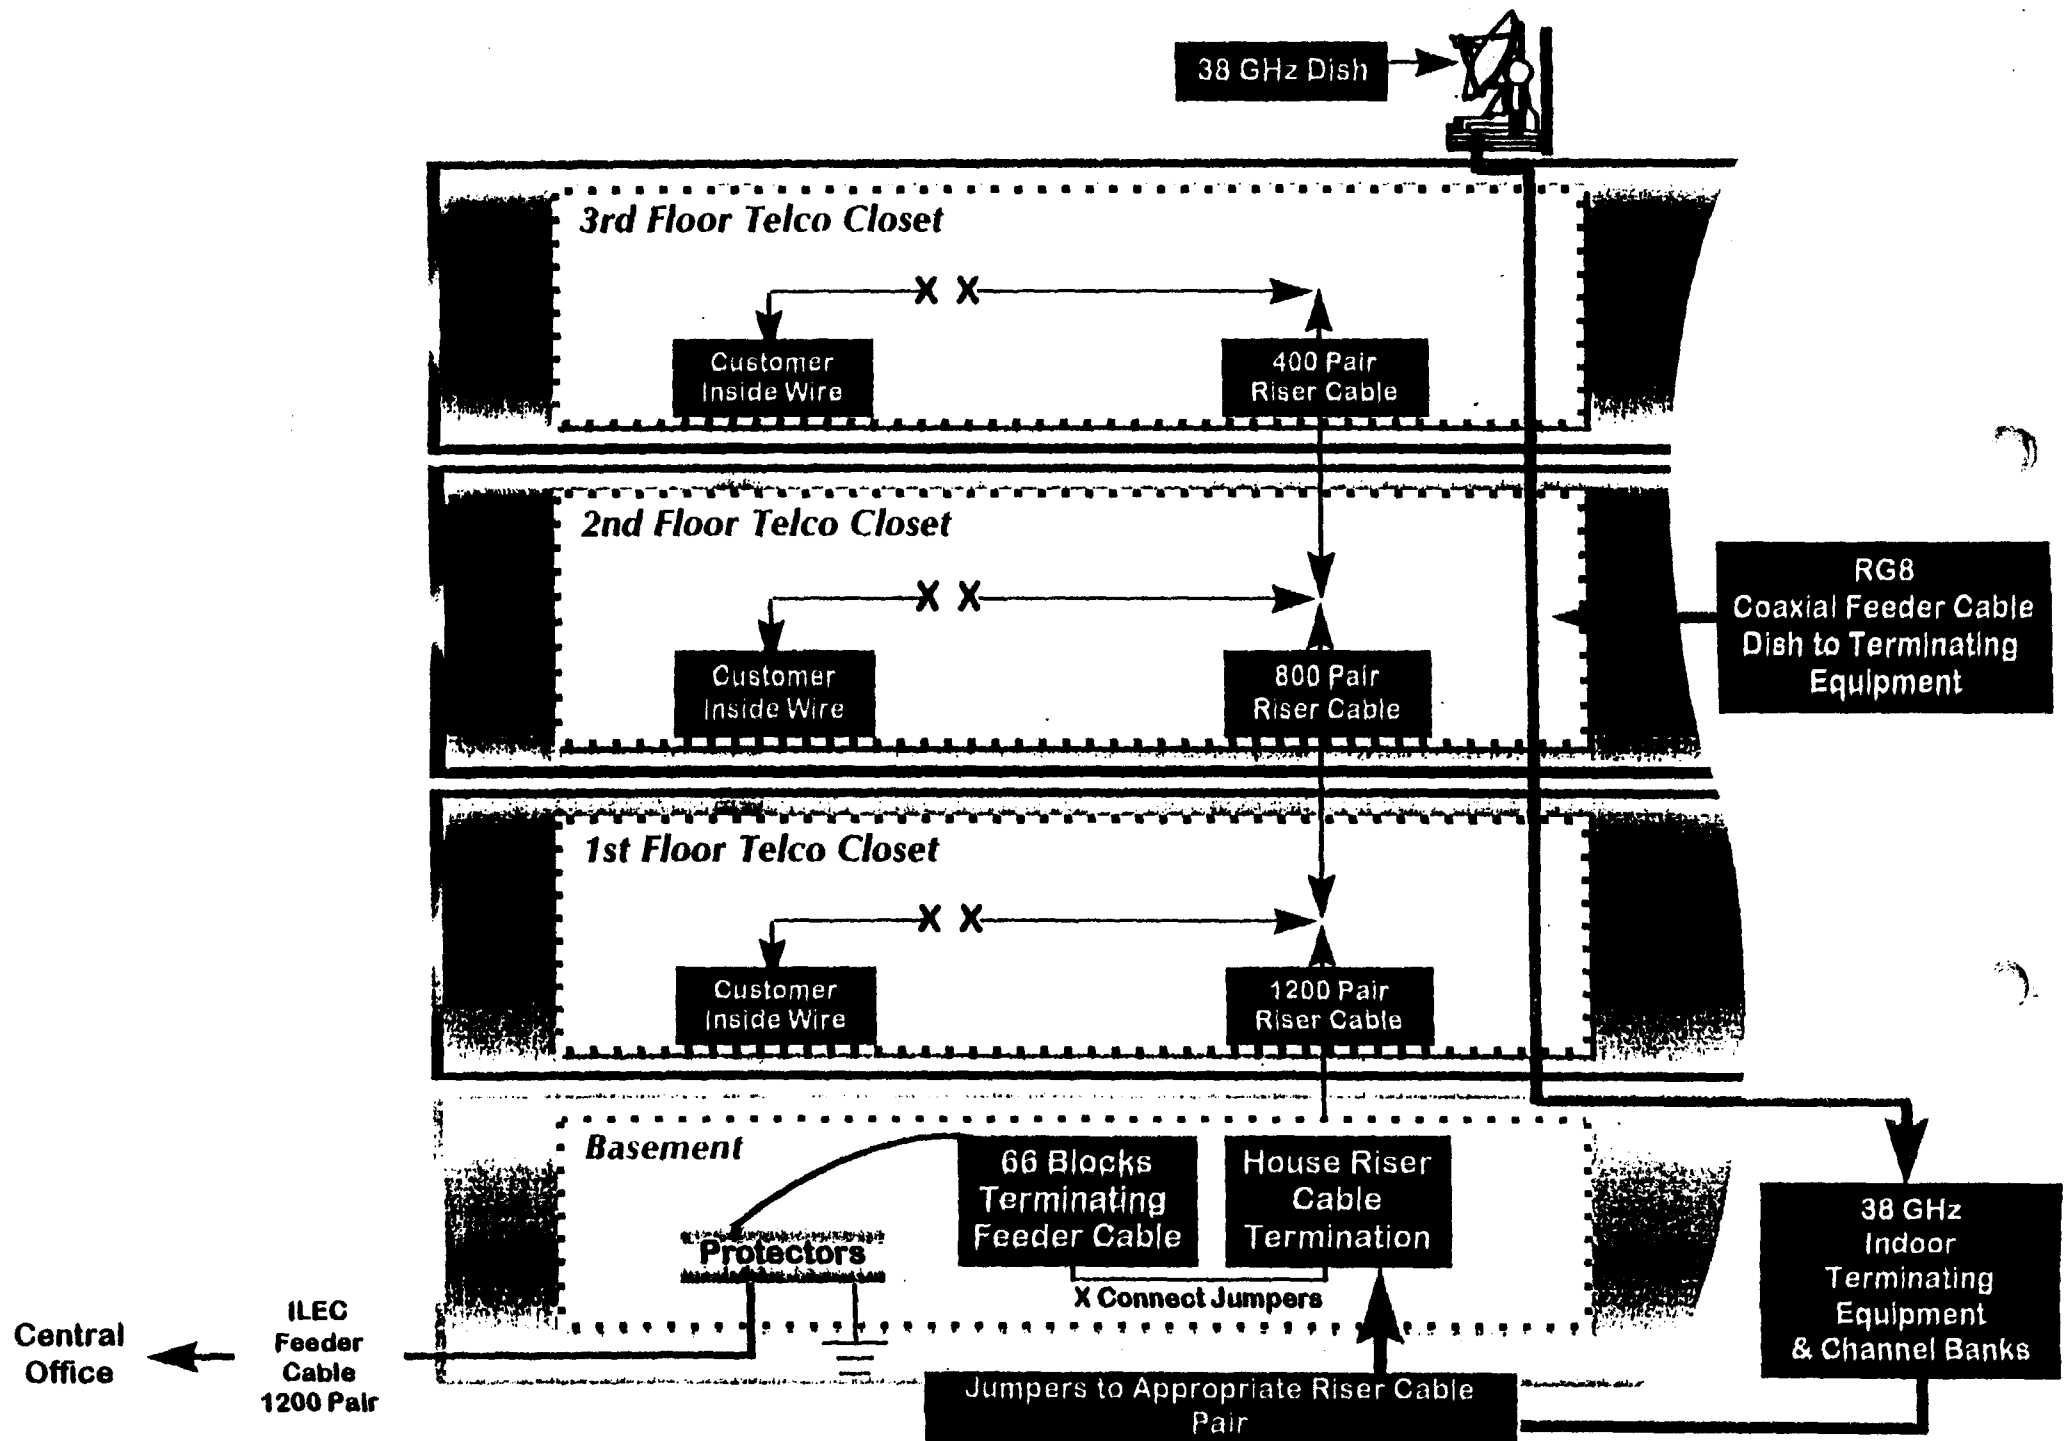 38 GHz Dish
3rd Floor Telco Closet
X X
Customer
Inside Wire
400 Pair
Riser Cable
2nd Floor Telco Closet
X X
Customer
Inside Wire
800 Pair
Riser Cable
RG8
Coaxial Feeder Cable
Dish to Terminating
Equipment
1st Floor Telco Closet
X X
Customer
Inside Wire
1200 Pair
Riser Cable
Basement
66 Blocks
Terminating
Feeder Cable
House Riser
Cable
Termination
Protectors
X Connect Jumpers
38 GHz
Indoor
Terminating
Equipment
& Channel Banks
Central
Office
ILEC
Feeder
Cable
1200 Pair
Jumpers to Appropriate Riser Cable
Pair